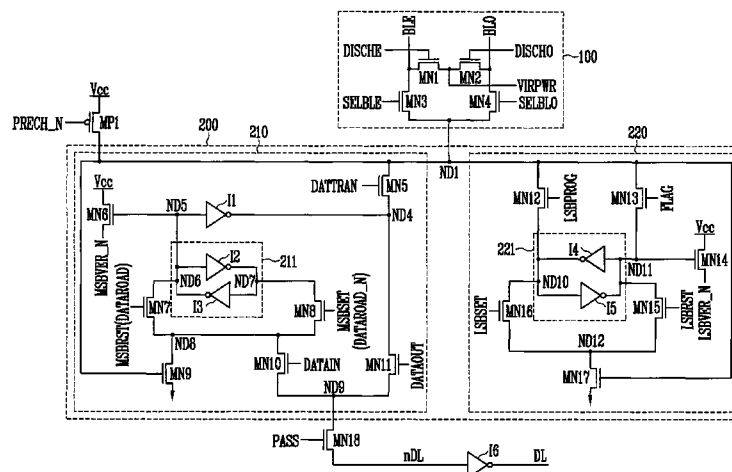 BLE BLO
DISCHE DISCHO
100
MN1 MN2
VIRPWR
SELBLE MN3 MN4 SELBLO
Vcc
PRECH_N MP1
200 210 220
ND1
DATTRAN MN5
MN12 LSBPROG MN13 FLAG
Vcc
MN6 ND5 I1 ND4
Vcc
MSBVER_N
I2 211
221 I4 MN14
ND6 ND7
I3
ND10 ND11
I5
MSBRST(DATAROAD) MN7
MN8 MSBSET (DATAROAD_N)
LSBSET MN16
MN15 LSBRST LSBVER_N
ND8
ND12
MN9 MN10 DATAIN MN11 DATAOUT
MN17
ND9
PASS MN18
nDL I6 DL